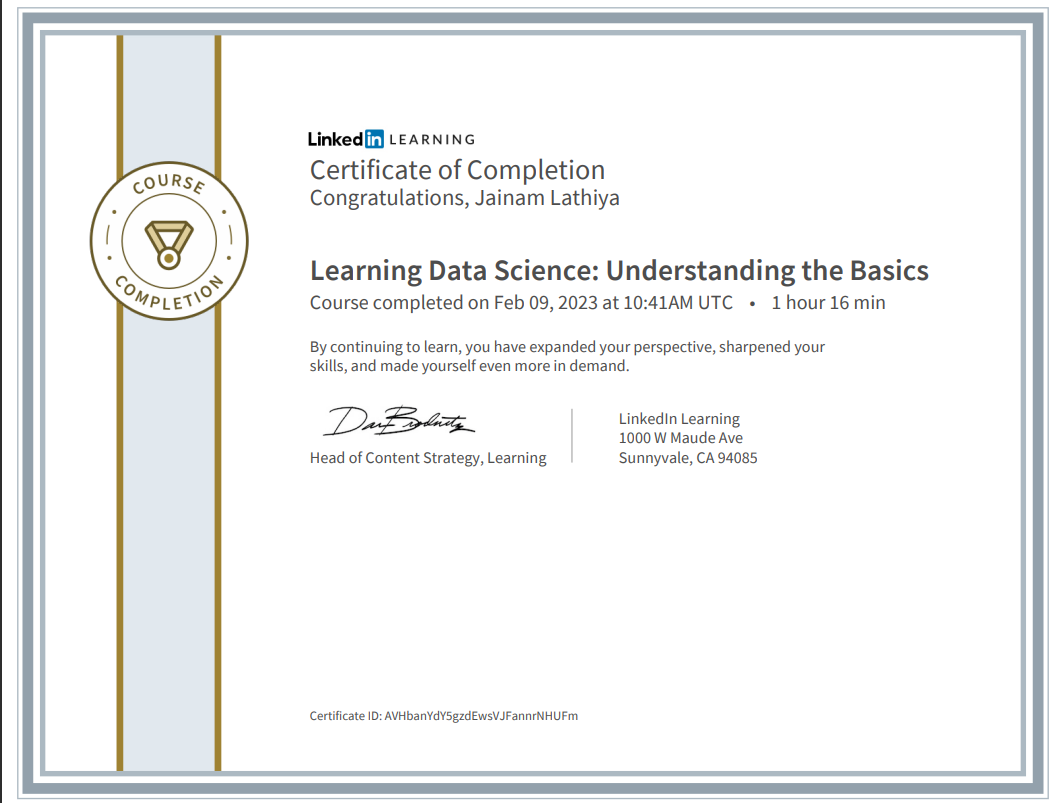 COURSE
COMPLETION
Linked in LEARNING
Certificate of Completion
Congratulations, Jainam Lathiya
Learning Data Science: Understanding the Basics
Course completed on Feb 09, 2023 at 10:41AM UTC • 1 hour 16 min
By continuing to learn, you have expanded your perspective, sharpened your
skills, and made yourself even more in demand.
Head of Content Strategy, Learning
LinkedIn Learning
1000 W Maude Ave
Sunnyvale, CA 94085
Certificate ID: AVHbanYdY5gzdEwsVJFannrNHUFm